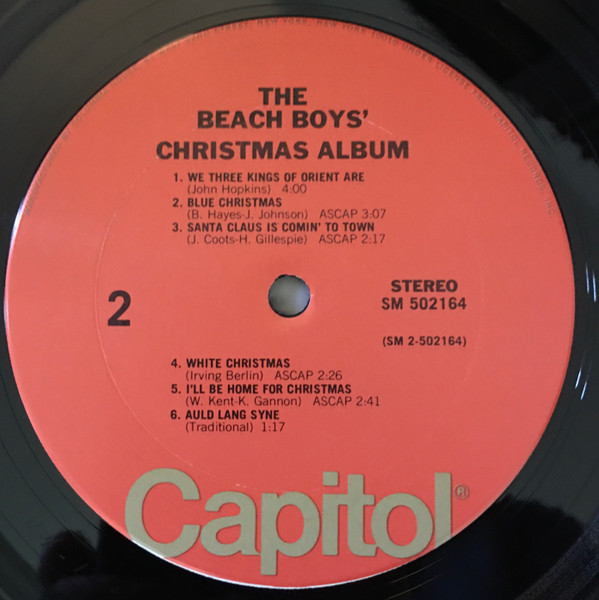 THE
BEACH BOYS'
CHRISTMAS ALBUM
1. WE THREE KINGS OF ORIENT ARE
(John Hopkins) 4:00
2. BLUE CHRISTMAS
(B. Hayes-J. Johnson) ASCAP 3:07
3. SANTA CLAUS IS COMIN' TO TOWN
(J. Coots-H. Gillespie) ASCAP 2:17
2
STEREO
SM 502164
(SM 2-502164)
4. WHITE CHRISTMAS
(Irving Berlin) ASCAP 2:26
5. I'LL BE HOME FOR CHRISTMAS
(W. Kent-K. Gannon) ASCAP 2:41
6. AULD LANG SYNE
(Traditional) 1:17
Capitol®